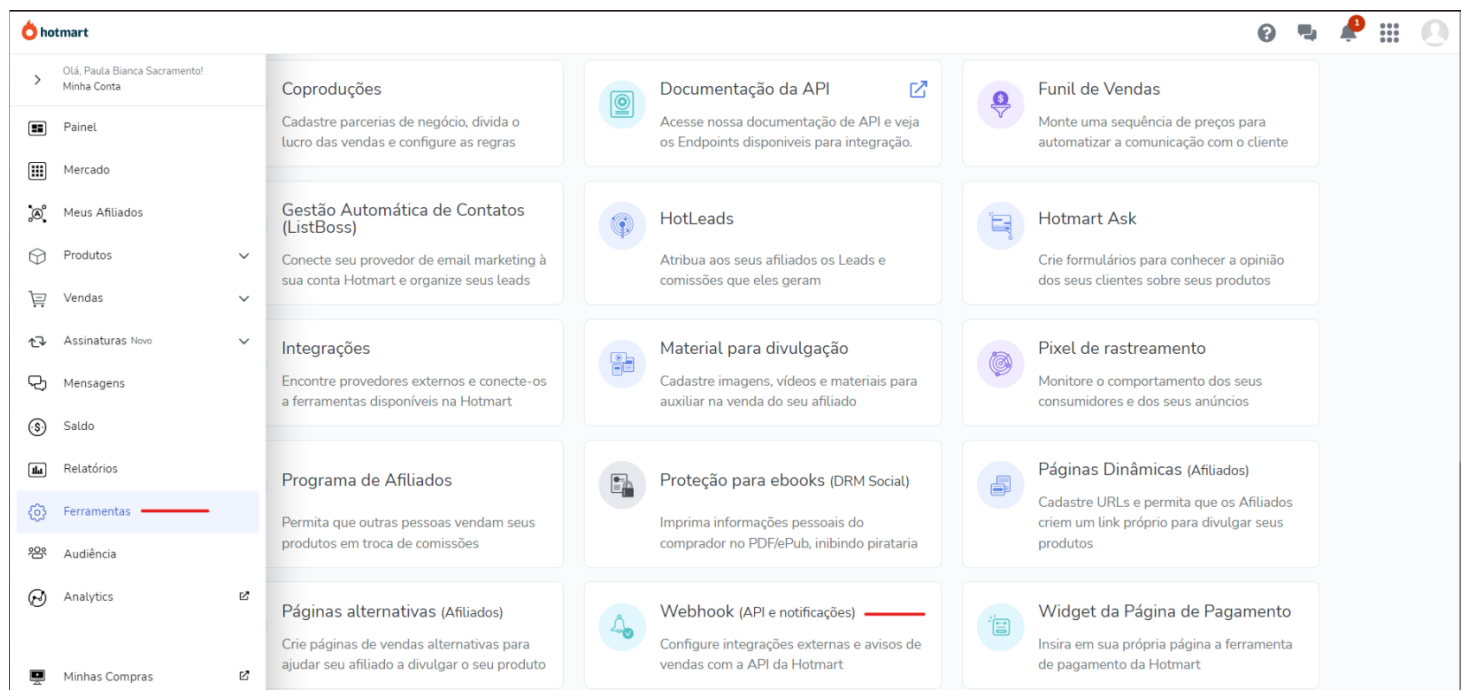 hotmart
1
Olá, Paula Bianca Sacramento!
Minha Conta
Painel
Mercado
Meus Afiliados
Produtos
Vendas
Assinaturas Novo
Mensagens
Saldo
Relatórios
Ferramentas
Audiência
Analytics
Minhas Compras
Coproduções
Cadastre parcerias de negócio, divida o
lucro das vendas e configure as regras
Documentação da API
Acesse nossa documentação de API e veja
os Endpoints disponiveis para integração.
Funil de Vendas
Monte uma sequência de preços para
automatizar a comunicação com o cliente
Gestão Automática de Contatos
(ListBoss)
Conecte seu provedor de email marketing à
sua conta Hotmart e organize seus leads
HotLeads
Atribua aos seus afiliados os Leads e
comissões que eles geram
Hotmart Ask
Crie formulários para conhecer a opinião
dos seus clientes sobre seus produtos
Integrações
Encontre provedores externos e conecte-os
a ferramentas disponíveis na Hotmart
Material para divulgação
Cadastre imagens, vídeos e materiais para
auxiliar na venda do seu afiliado
Pixel de rastreamento
Monitore o comportamento dos seus
consumidores e dos seus anúncios
Programa de Afiliados
Permita que outras pessoas vendam seus
produtos em troca de comissões
Proteção para ebooks (DRM Social)
Imprima informações pessoais do
comprador no PDF/ePub, inibindo pirataria
Páginas Dinâmicas (Afiliados)
Cadastre URLs e permita que os Afiliados
criem um link próprio para divulgar seus
produtos
Páginas alternativas (Afiliados)
Crie páginas de vendas alternativas para
ajudar seu afiliado a divulgar o seu produto
Webhook (API e notificações)
Configure integrações externas e avisos de
vendas com a API da Hotmart
Widget da Página de Pagamento
Insira em sua própria página a ferramenta
de pagamento da Hotmart